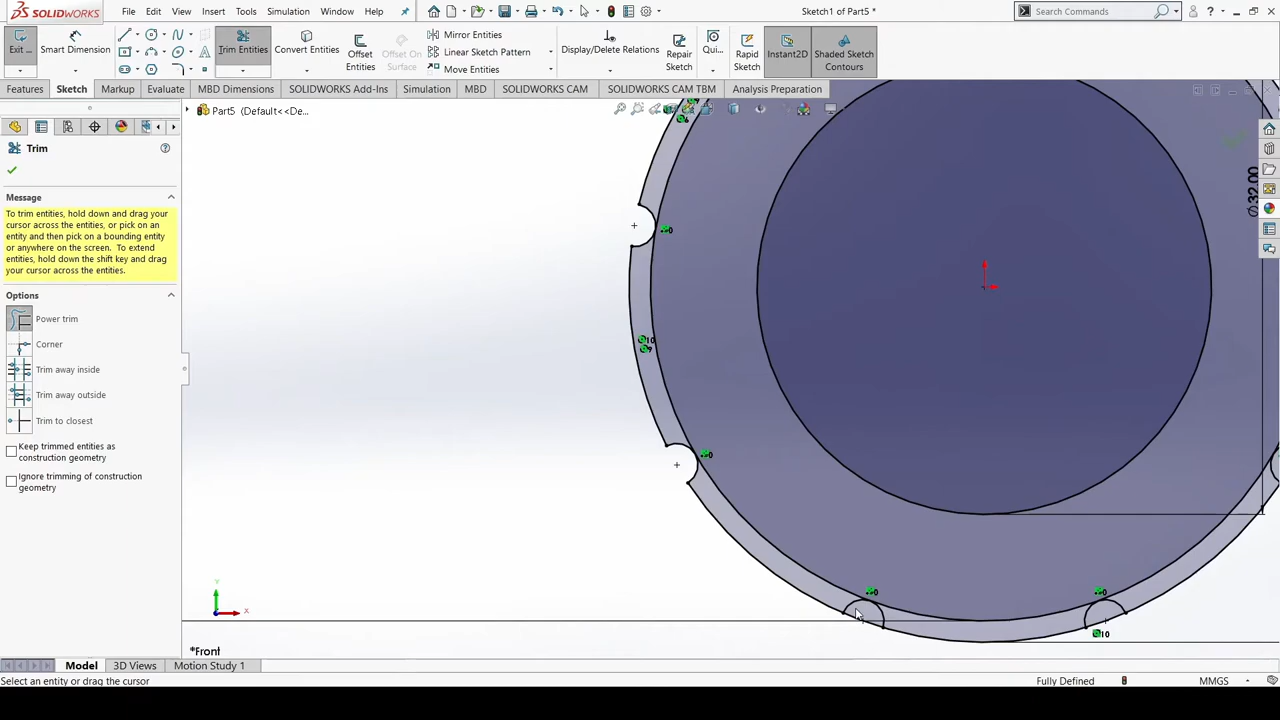 SOLIDWORKS File Edit View Insert Tools Simulation Window Help Sketch1 of Part5 * Search Commands
Exit ... Smart Dimension Trim Entities Convert Entities Offset Entities Offset On Surface Mirror Entities Linear Sketch Pattern Move Entities Display/Delete Relations Repair Sketch Qui... Rapid Sketch Instant2D Shaded Sketch Contours
Features Sketch Markup Evaluate MBD Dimensions SOLIDWORKS Add-Ins Simulation MBD SOLIDWORKS CAM SOLIDWORKS CAM TBM Analysis Preparation
Part5 (Default<<De...
Trim
Message
To trim entities, hold down and drag your
cursor across the entities, or pick on an
entity and then pick on a bounding entity
or anywhere on the screen. To extend
entities, hold down the shift key and drag
your cursor across the entities.
Options
Power trim
Corner
Trim away inside
Trim away outside
Trim to closest
Keep trimmed entities as
construction geometry
Ignore trimming of construction
geometry
∅32.00
10
10
Y
X
*Front
Model 3D Views Motion Study 1
Select an entity or drag the cursor Fully Defined MMGS